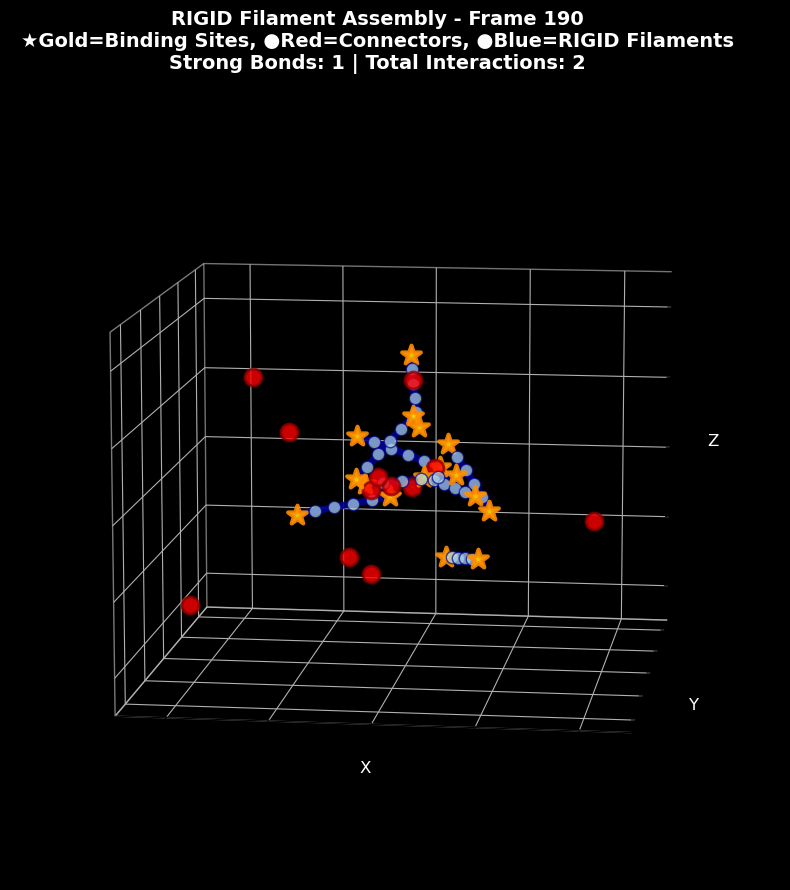 RIGID Filament Assembly - Frame 190
★Gold=Binding Sites, ●Red=Connectors, ●Blue=RIGID Filaments
Strong Bonds: 1 | Total Interactions: 2
Z
Y
X